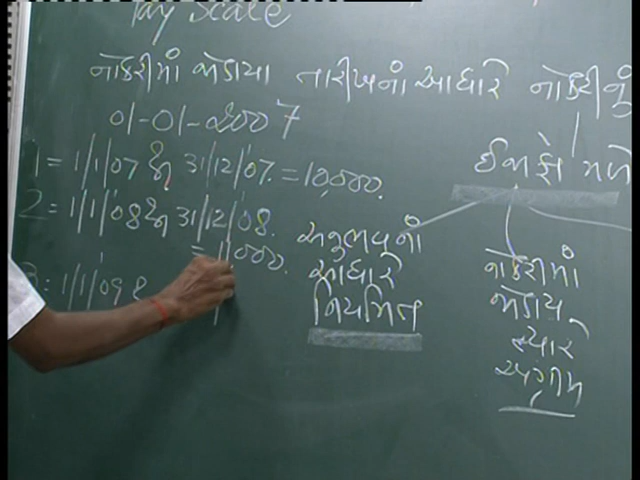 Pay Scale
નોકરીમાં જોડાયા તારીખનાં આધારે નોકરીનું
01-01-2007
1 = 1/1/07 થી 31/12/07. = 10,000.
ઈજાફો મળે
2 = 1/1/08 થી 31/12/08.
= 11,000.
3 = 1/1/09
અનુભવનાં
આધારે
નિયમિત
નોકરીમાં
જોડાય
ત્યારે
અગ્રીમ